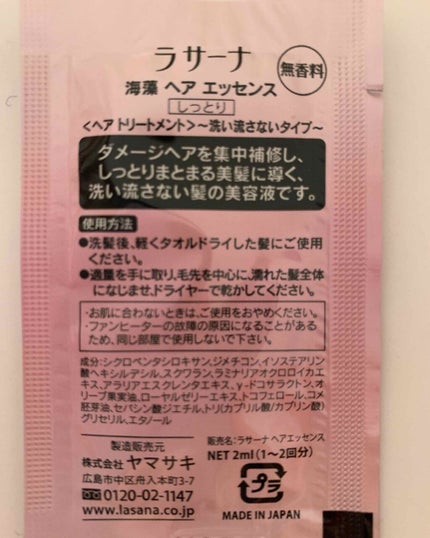 ラサーナ
無香料
海藻 ヘア エッセンス
しっとり
<ヘア トリートメント>～洗い流さないタイプ～
ダメージヘアを集中補修し、
しっとりまとまる美髪に導く、
洗い流さない髪の美容液です。
使用方法
●洗髪後、軽くタオルドライした髪にご使用
ください。
●適量を手に取り、毛先を中心に、濡れた髪全体
になじませ、ドライヤーで乾かしてください。
・お肌に合わないときは、ご使用をおやめください。
・ファンヒーターの故障の原因になることがある
ため、同じ部屋で使用しないで下さい。
成分:シクロペンタシロキサン,ジメチコン,イソステアリン
酸ヘキシルデシル,スクワラン,ラミナリアオクロロイカエ
キス,アラリアエスクレンタエキス,γ-ドコサラクトン,オ
リーブ果実油,ローヤルゼリーエキス,トコフェロール,コメ
胚芽油,セバシン酸ジエチル,トリ(カプリル酸/カプリン酸)
グリセリル,エタノール
製造販売元
株式会社 ヤマサキ
広島市中区舟入本町3-7
0120-02-1147
www.lasana.co.jp
販売名:ラサーナ ヘアエッセンス
NET 2ml(1～2回分)
プラ
MADE IN JAPAN